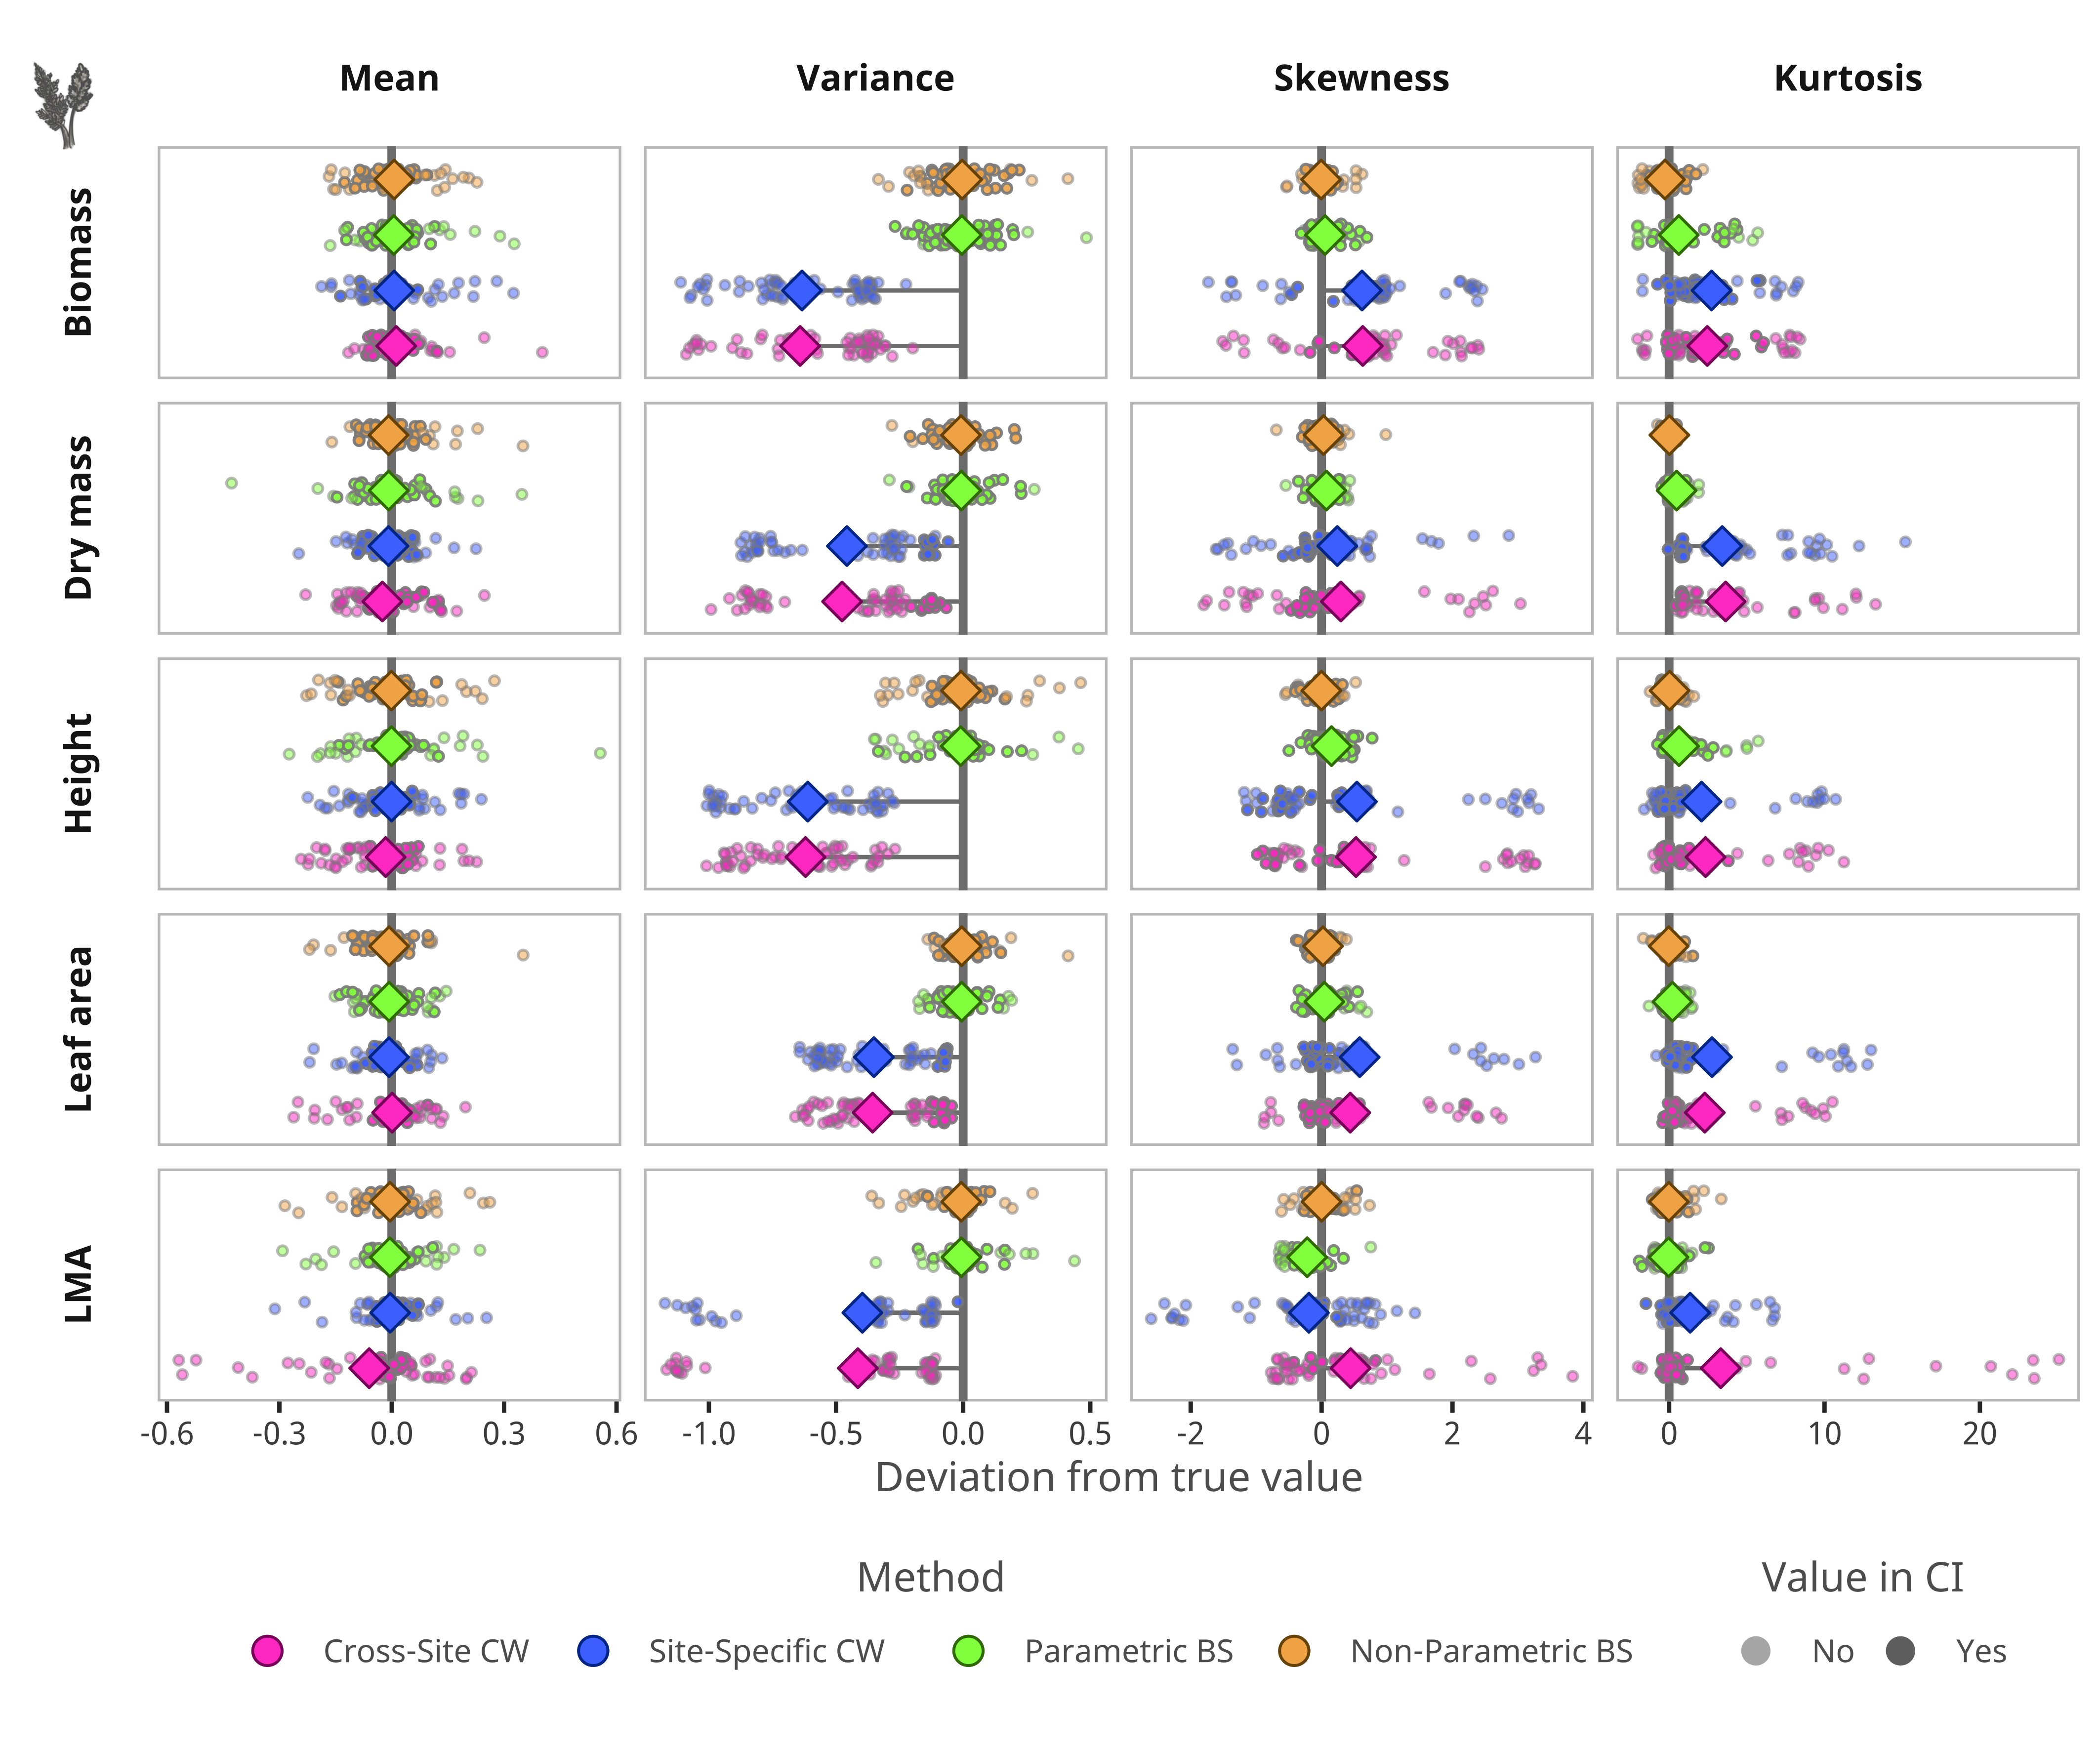 Mean Variance Skewness Kurtosis
Biomass
Dry mass
Height
Leaf area
LMA
-0.6 -0.3 0.0 0.3 0.6 -1.0 -0.5 0.0 0.5 -2 0 2 4 0 10 20
Deviation from true value
Method Value in CI
Cross-Site CW Site-Specific CW Parametric BS Non-Parametric BS No Yes